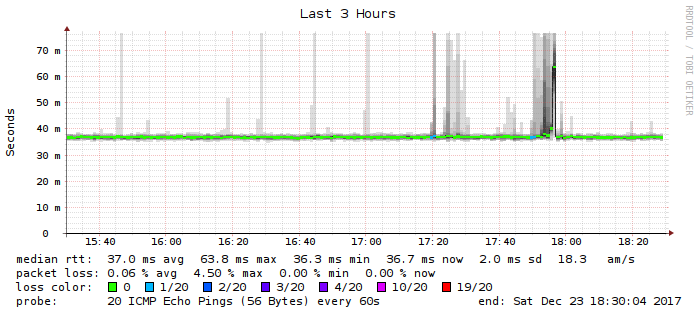 Last 3 Hours
RRDTOOL / TOBI OETIKER
Seconds
70 m
60 m
50 m
40 m
30 m
20 m
10 m
0
15:40 16:00 16:20 16:40 17:00 17:20 17:40 18:00 18:20
median rtt: 37.0 ms avg 63.8 ms max 36.3 ms min 36.7 ms now 2.0 ms sd 18.3 am/s
packet loss: 0.06 % avg 4.50 % max 0.00 % min 0.00 % now
loss color: 0 1/20 2/20 3/20 4/20 10/20 19/20
probe: 20 ICMP Echo Pings (56 Bytes) every 60s end: Sat Dec 23 18:30:04 2017